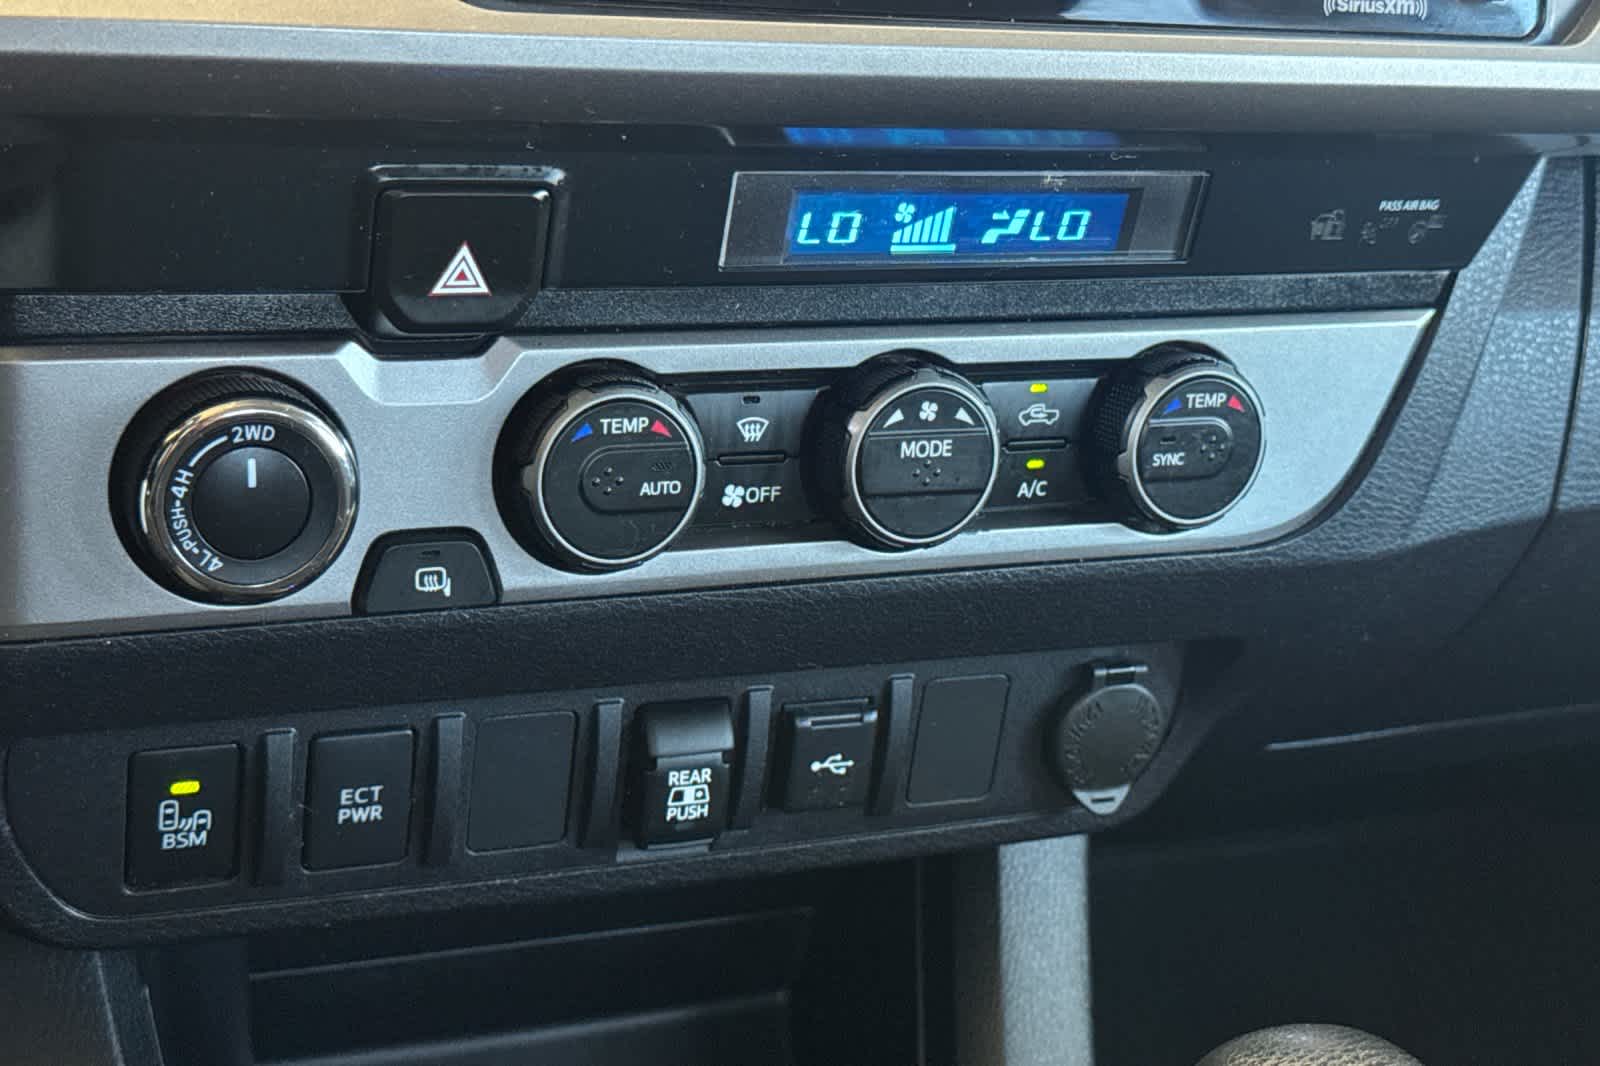 SiriusXM
PASS AIR BAG
LO LO
2WD
4L-PUSH-4H
TEMP
AUTO
OFF
MODE
A/C
TEMP
SYNC
BSM
ECT
PWR
REAR
PUSH